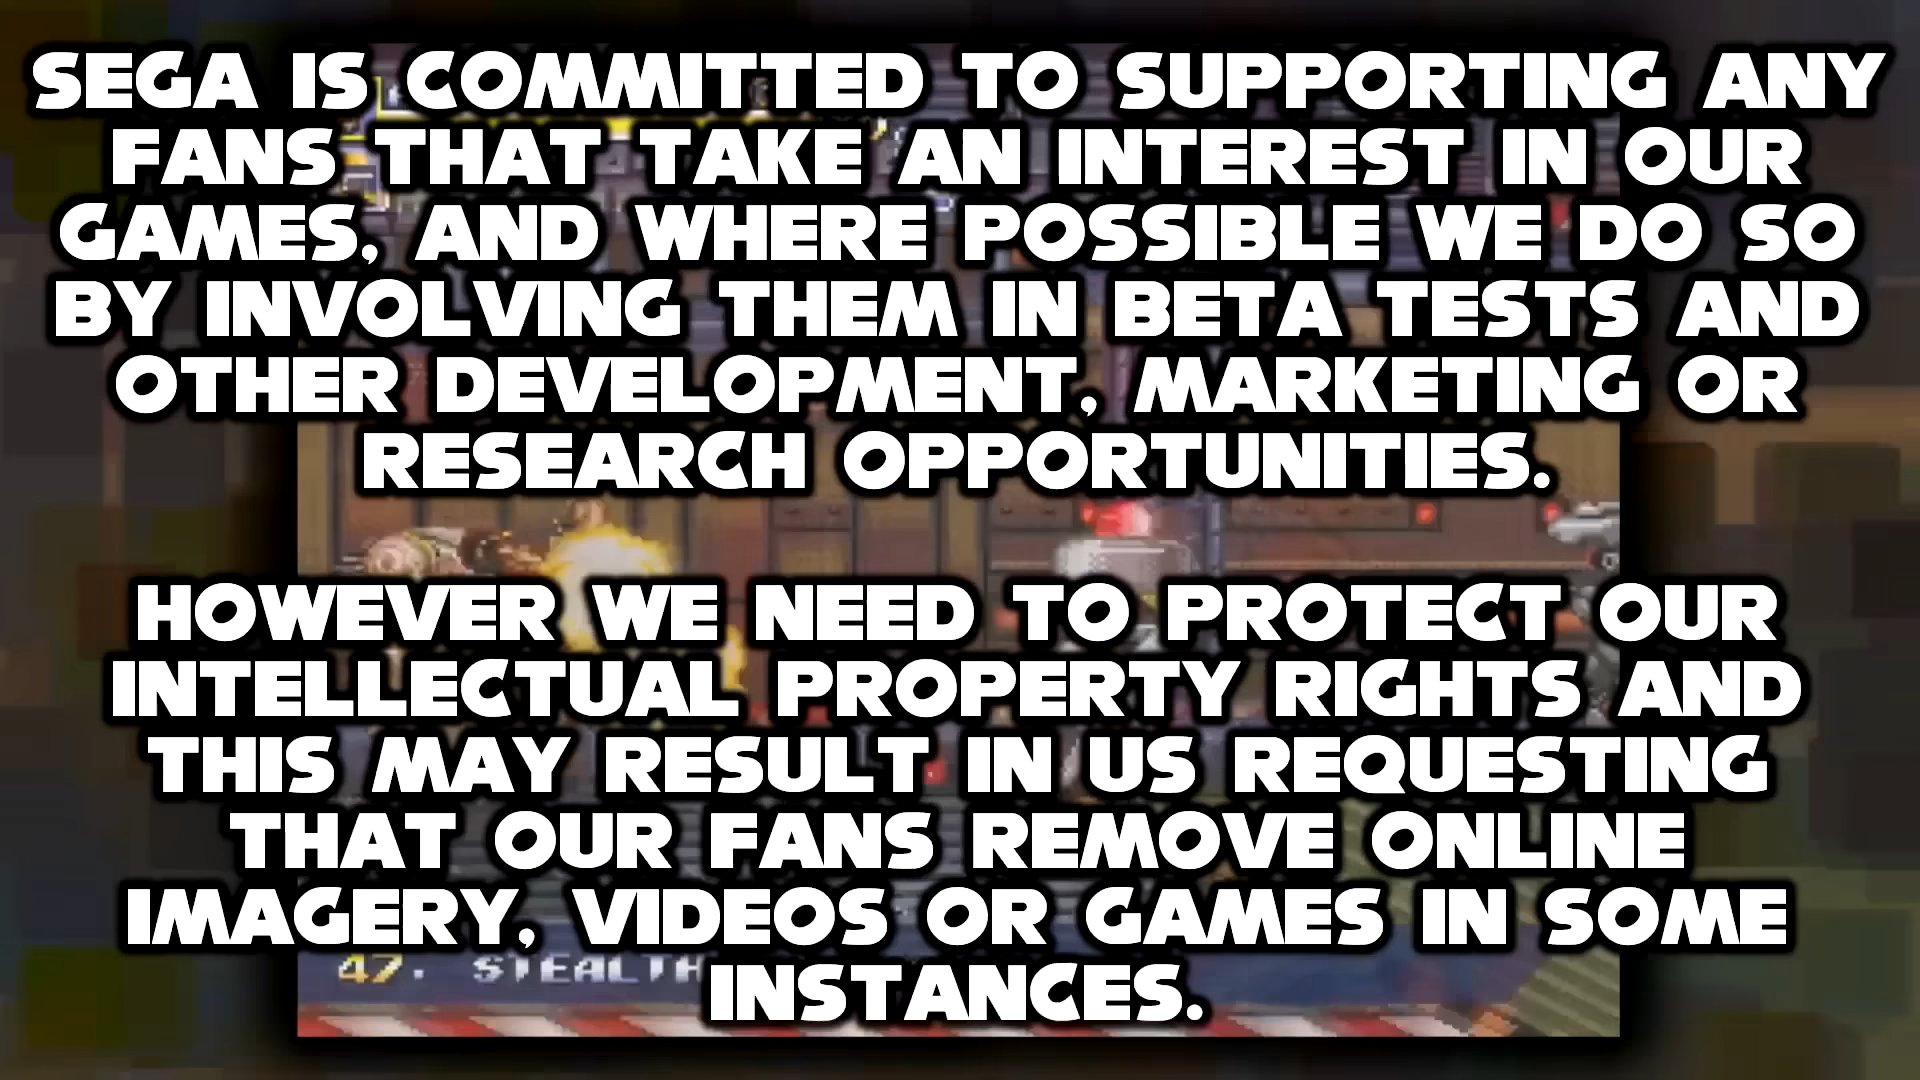 SEGA IS COMMITTED TO SUPPORTING ANY
FANS THAT TAKE AN INTEREST IN OUR
GAMES, AND WHERE POSSIBLE WE DO SO
BY INVOLVING THEM IN BETA TESTS AND
OTHER DEVELOPMENT, MARKETING OR
RESEARCH OPPORTUNITIES.
HOWEVER WE NEED TO PROTECT OUR
INTELLECTUAL PROPERTY RIGHTS AND
THIS MAY RESULT IN US REQUESTING
THAT OUR FANS REMOVE ONLINE
IMAGERY, VIDEOS OR GAMES IN SOME
47. STEALTH
INSTANCES.